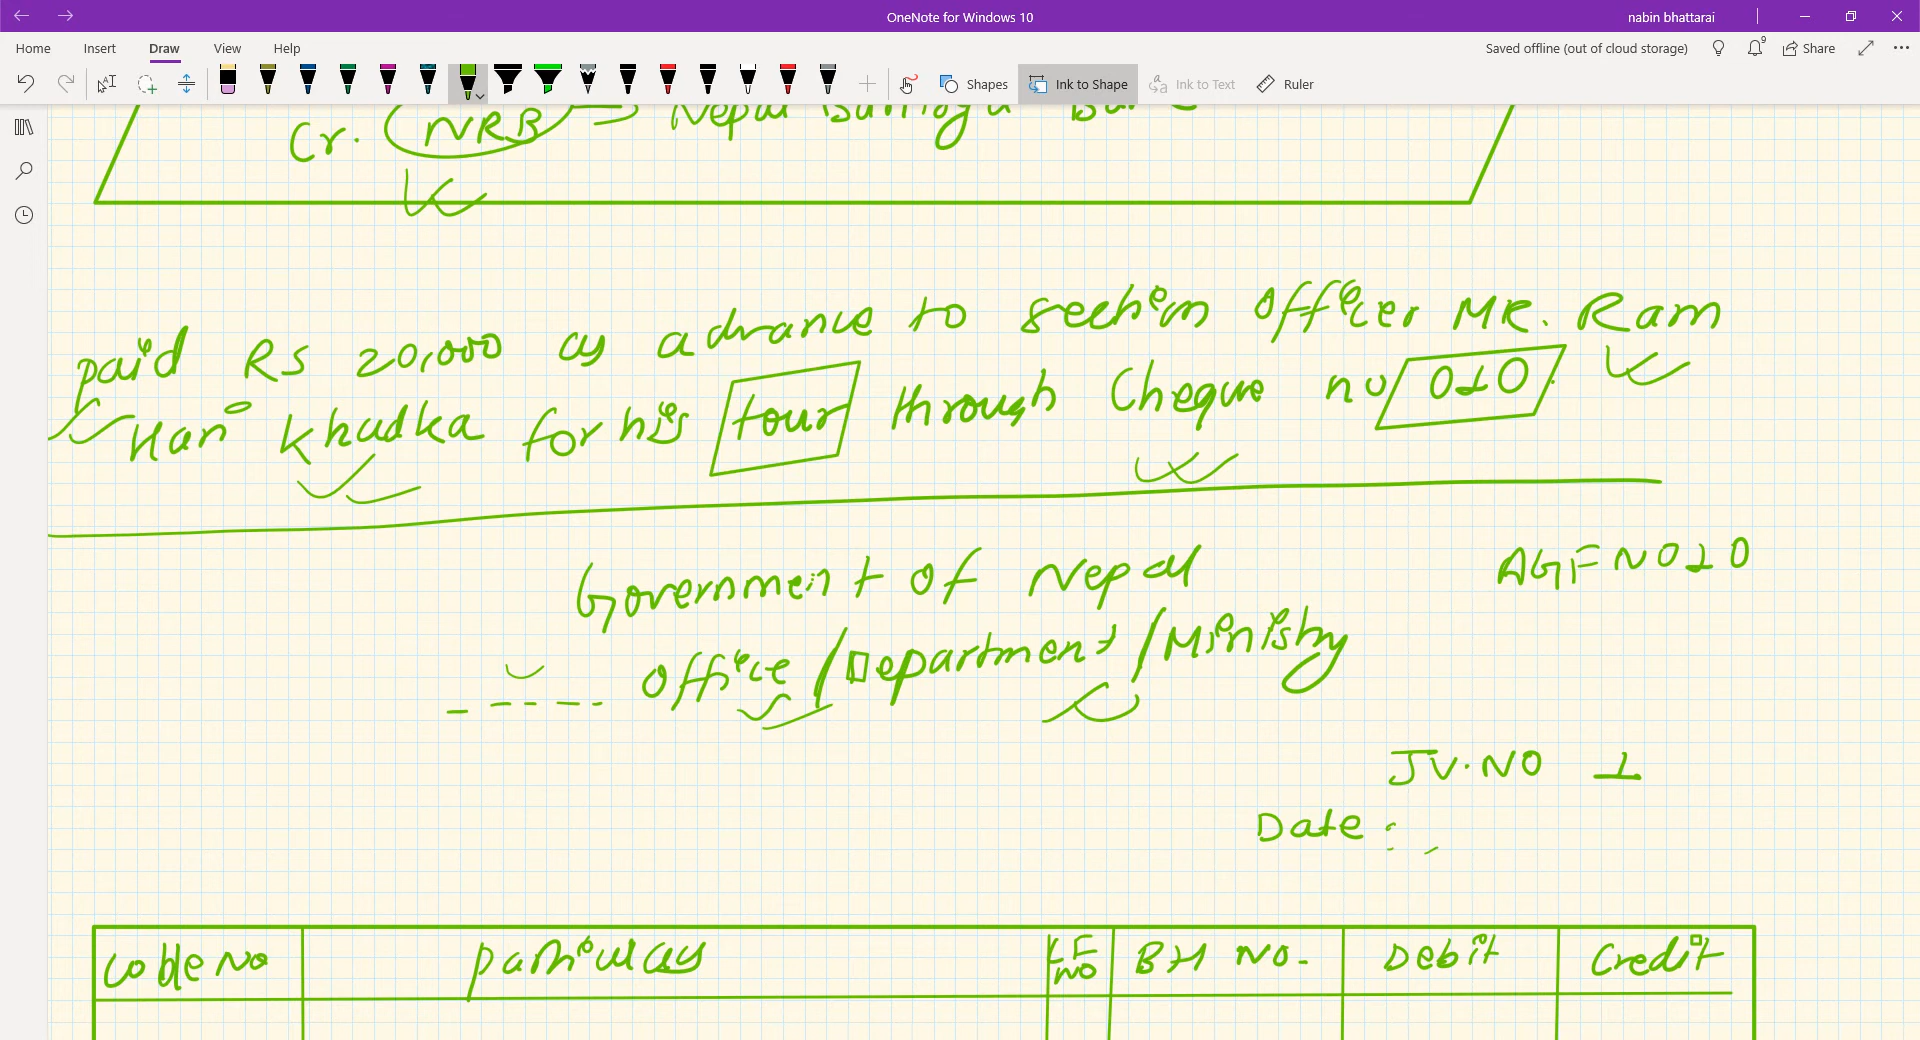 OneNote for Windows 10
nabin bhattarai
Home Insert Draw View Help
Saved offline (out of cloud storage)
9
Share
Shapes
Ink to Shape
Ink to Text
Ruler
Cr. NRB → Nepal
paid Rs 20,000 as advance to section officer MR. Ram
Hari Khadka for his tour through Cheque no 010
Government of Nepal
AGF NO 10
------ office/Department/Ministry
JV. NO 1
Date :
Code No particulars LF NO BH NO. Debit Credit